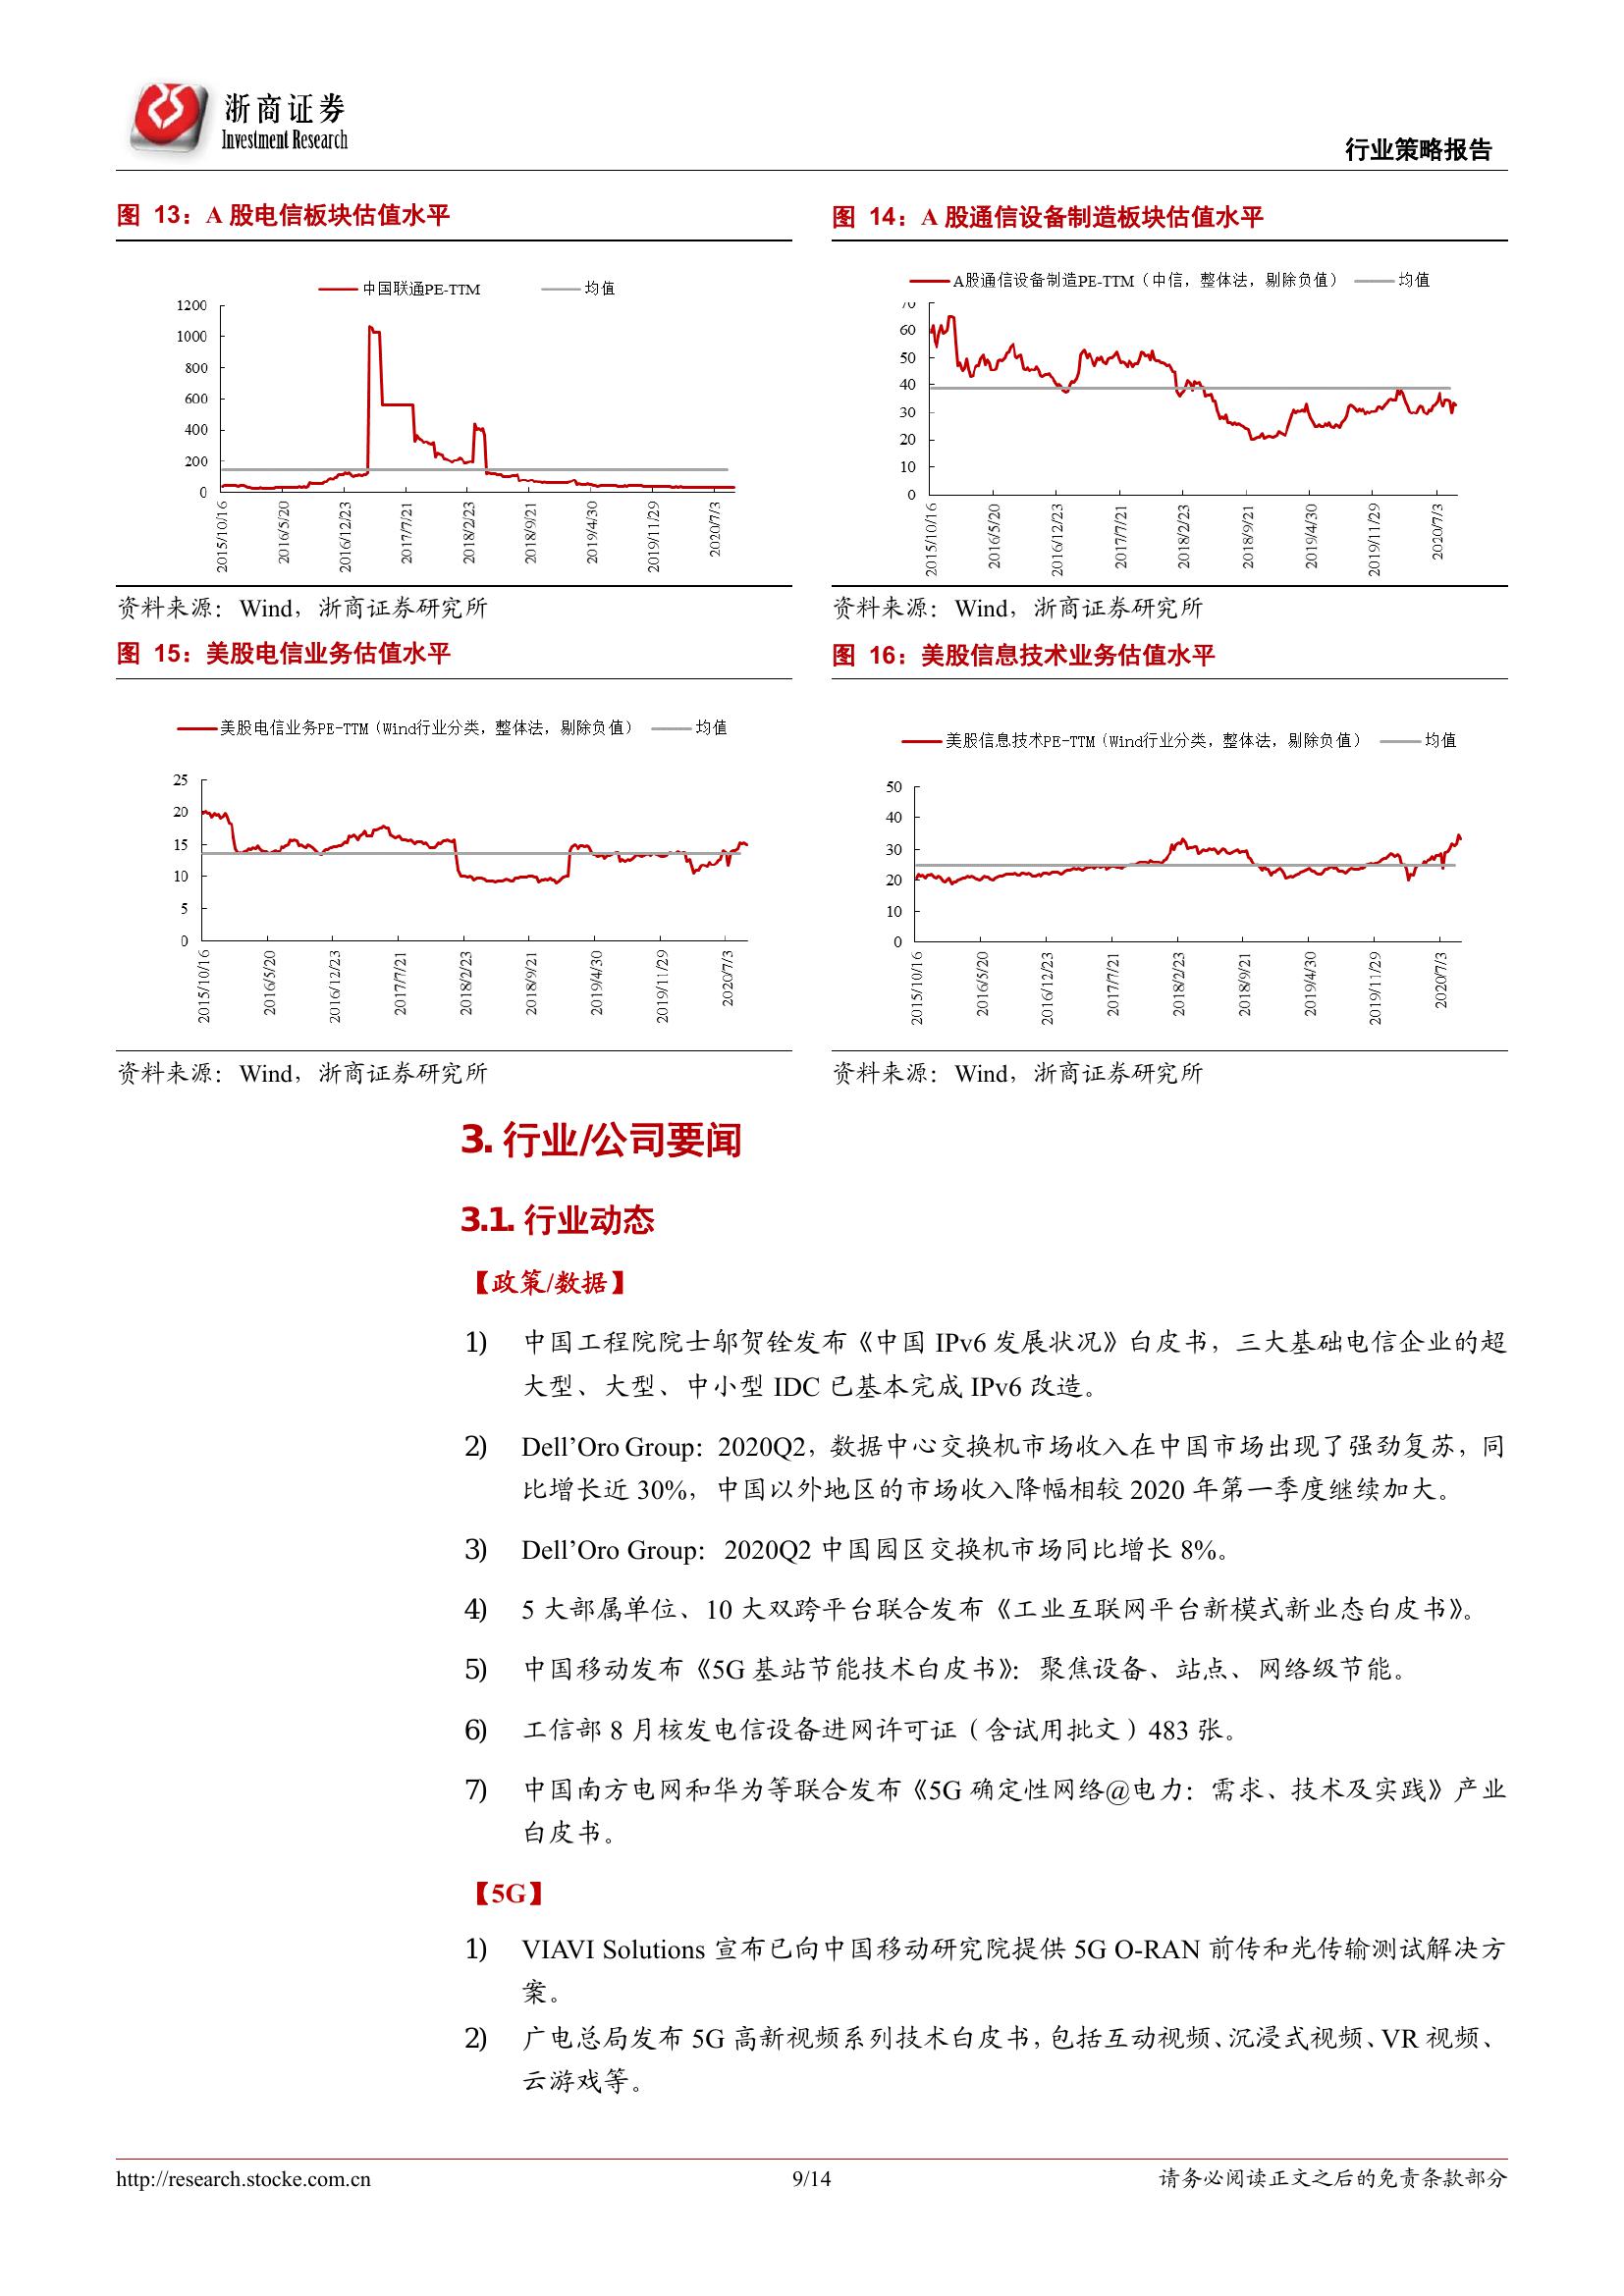 浙商证券
Investment Research
行业策略报告
图 13：A 股电信板块估值水平
中国联通PE-TTM
均值
1200
1000
800
600
400
200
0
2015/10/16
2016/5/20
2016/12/23
2017/7/21
2018/2/23
2018/9/21
2019/4/30
2019/11/29
2020/7/3
资料来源：Wind，浙商证券研究所
图 14：A 股通信设备制造板块估值水平
A股通信设备制造PE-TTM（中信，整体法，剔除负值）
均值
70
60
50
40
30
20
10
0
2015/10/16
2016/5/20
2016/12/23
2017/7/21
2018/2/23
2018/9/21
2019/4/30
2019/11/29
2020/7/3
资料来源：Wind，浙商证券研究所
图 15：美股电信业务估值水平
美股电信业务PE-TTM（Wind行业分类，整体法，剔除负值）
均值
25
20
15
10
5
0
2015/10/16
2016/5/20
2016/12/23
2017/7/21
2018/2/23
2018/9/21
2019/4/30
2019/11/29
2020/7/3
资料来源：Wind，浙商证券研究所
图 16：美股信息技术业务估值水平
美股信息技术PE-TTM（Wind行业分类，整体法，剔除负值）
均值
50
40
30
20
10
0
2015/10/16
2016/5/20
2016/12/23
2017/7/21
2018/2/23
2018/9/21
2019/4/30
2019/11/29
2020/7/3
资料来源：Wind，浙商证券研究所
3. 行业/公司要闻
3.1. 行业动态
【政策/数据】
1) 中国工程院院士邬贺铨发布《中国 IPv6 发展状况》白皮书，三大基础电信企业的超
大型、大型、中小型 IDC 已基本完成 IPv6 改造。
2) Dell’Oro Group：2020Q2，数据中心交换机市场收入在中国市场出现了强劲复苏，同
比增长近 30%，中国以外地区的市场收入降幅相较 2020 年第一季度继续加大。
3) Dell’Oro Group：2020Q2 中国园区交换机市场同比增长 8%。
4) 5 大部属单位、10 大双跨平台联合发布《工业互联网平台新模式新业态白皮书》。
5) 中国移动发布《5G 基站节能技术白皮书》：聚焦设备、站点、网络级节能。
6) 工信部 8 月核发电信设备进网许可证（含试用批文）483 张。
7) 中国南方电网和华为等联合发布《5G 确定性网络@电力：需求、技术及实践》产业
白皮书。
【5G】
1) VIAVI Solutions 宣布已向中国移动研究院提供 5G O-RAN 前传和光传输测试解决方
案。
2) 广电总局发布 5G 高新视频系列技术白皮书，包括互动视频、沉浸式视频、VR 视频、
云游戏等。
http://research.stocke.com.cn
9/14
请务必阅读正文之后的免责条款部分